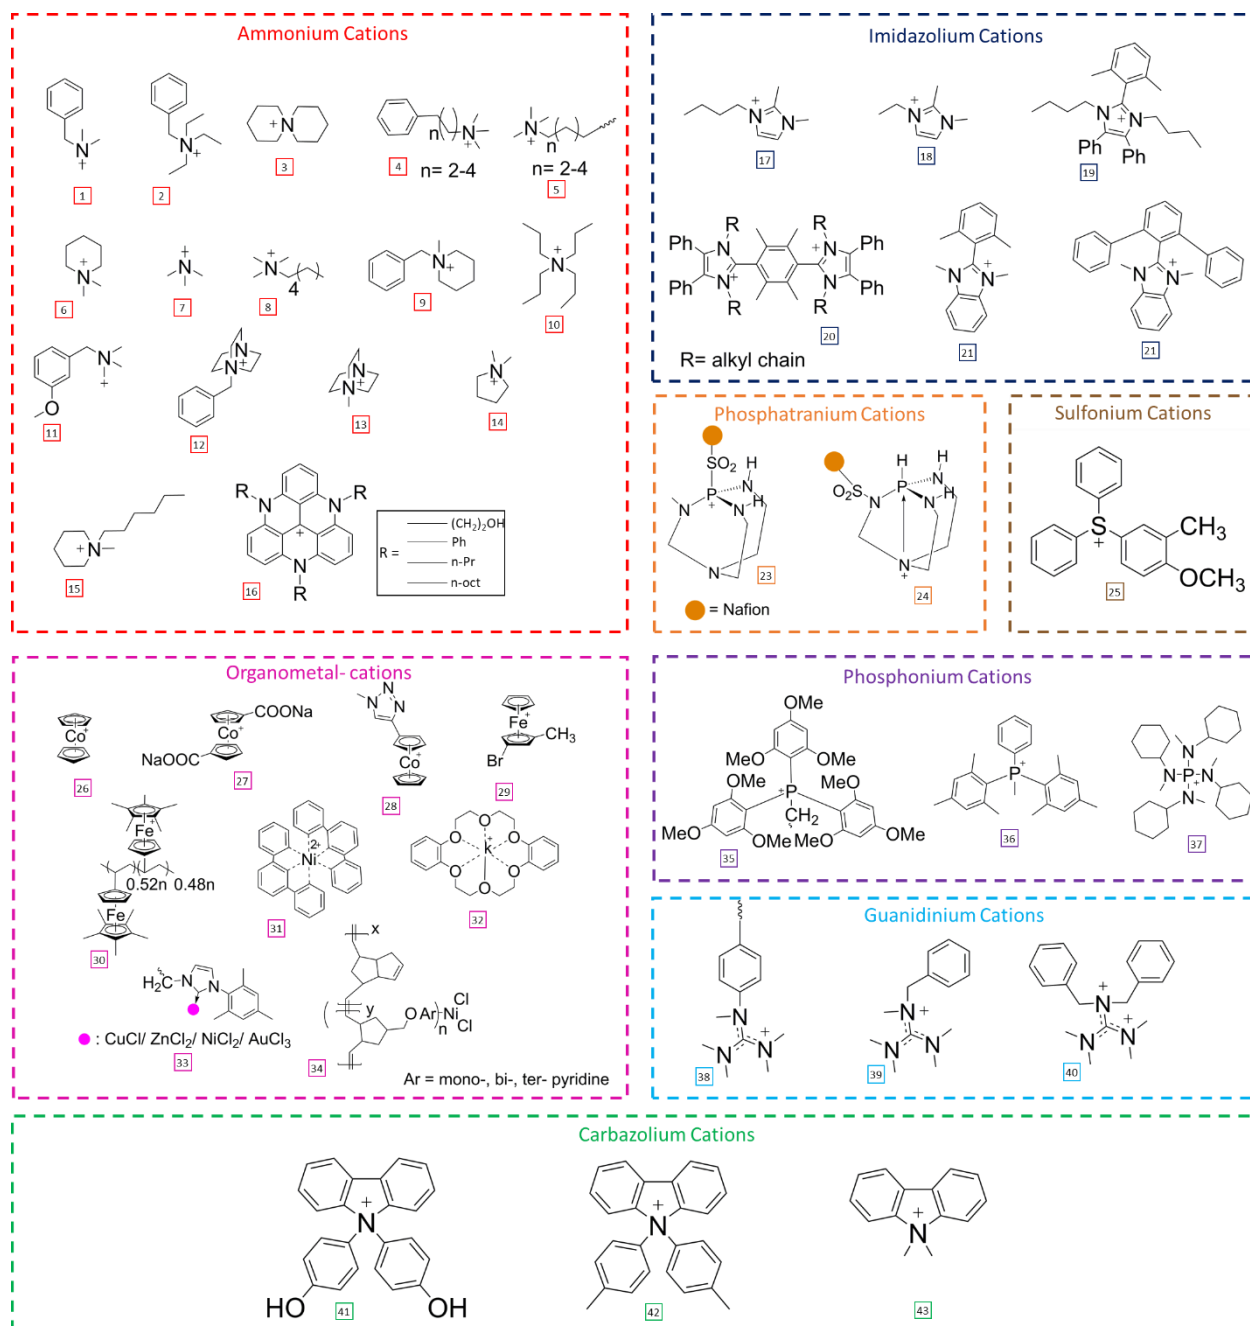 Ammonium Cations
N
+
1
N
+
2
+
N
3
n
N
+
n= 2-4
4
+
N
n
n= 2-4
5
+
N
6
+
N
7
+
N
4
8
N
+
9
+
N
10
N
+
O
11
N
N
+
12
N
N
+
13
+
N
14
+
N
15
R
N
R
N
+
N
R
16
R =
(CH2)2OH
Ph
n-Pr
n-oct
Imidazolium Cations
+
N
N
17
+
N
N
18
N
N
+
Ph
Ph
19
R
Ph
N
Ph
N
+
R
R
N
+
Ph
N
Ph
R
20
R= alkyl chain
+
N
N
21
+
N
N
21
Phosphatranium Cations
SO2
H
N
P
+
N
N
H
N
23
= Nafion
O2S
N
H
P
H
N
N
H
N
+
24
Sulfonium Cations
S
+
CH3
OCH3
25
Organometal- cations
Co
+
26
COONa
Co
+
NaOOC
27
N
N
N
Co
+
28
Fe
+
CH3
Br
29
Fe
+
0.52n 0.48n
Fe
30
2+
Ni
31
O
O
O
k
+
O
O
O
32
H2C
N
N
: CuCl/ ZnCl2/ NiCl2/ AuCl3
33
x
y
O Ar
n
Ni
Cl
Cl
34
Ar = mono-, bi-, ter- pyridine
Phosphonium Cations
OMe
MeO
OMe
OMe
+
P
OMe
MeO
OMe
CH2
MeO
OMe
35
P
+
36
N
N
P
+
N
N
37
Guanidinium Cations
N
+
N
N
38
N
+
N
N
39
+
N
+
N
N
40
Carbazolium Cations
+
N
HO
OH
41
+
N
42
+
N
43